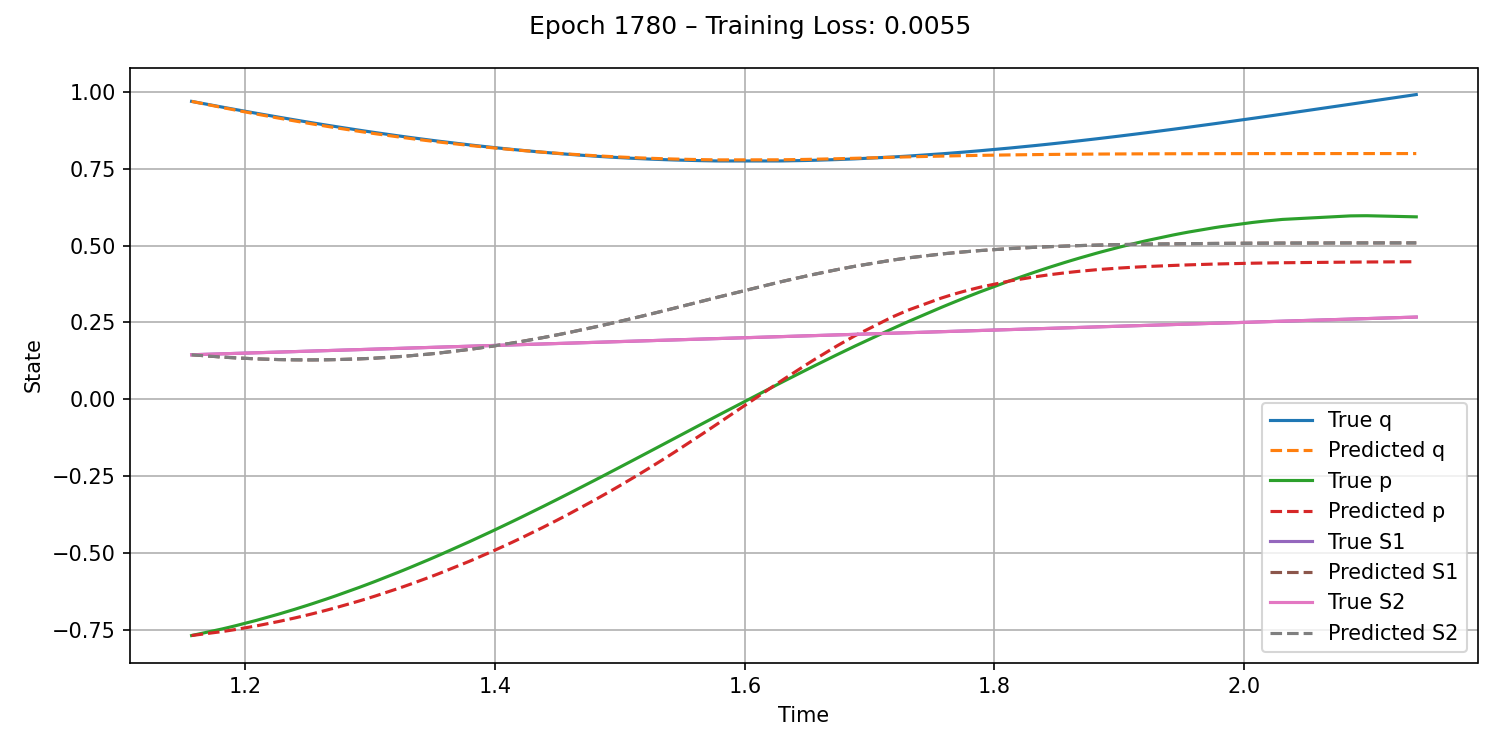 Epoch 1780 – Training Loss: 0.0055
1.00
0.75
0.50
0.25
0.00
−0.25
−0.50
−0.75
State
1.2
1.4
1.6
1.8
2.0
Time
True q
Predicted q
True p
Predicted p
True S1
Predicted S1
True S2
Predicted S2